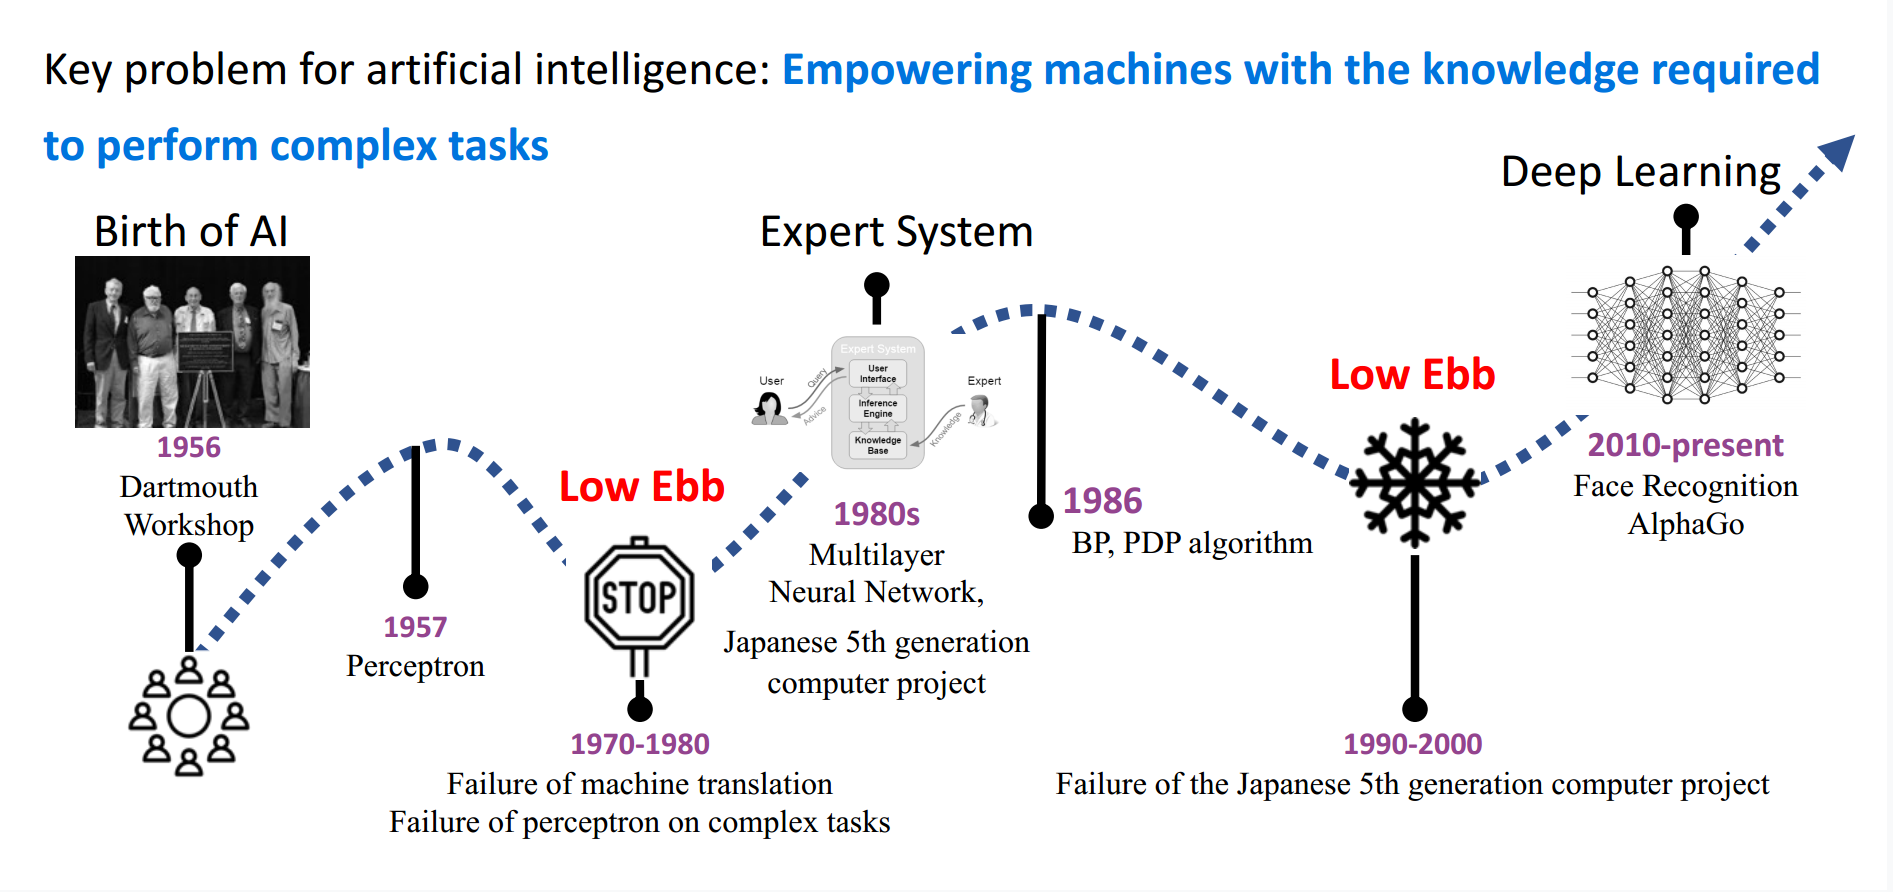 Key problem for artificial intelligence: Empowering machines with the knowledge required
to perform complex tasks
Birth of AI
1956
Dartmouth
Workshop
1957
Perceptron
Low Ebb
STOP
1970-1980
Failure of machine translation
Failure of perceptron on complex tasks
Expert System
Expert System
User
Query
Advice
User
Interface
Inference
Engine
Knowledge
Base
Expert
Knowledge
1980s
Multilayer
Neural Network,
Japanese 5th generation
computer project
1986
BP, PDP algorithm
Low Ebb
1990-2000
Failure of the Japanese 5th generation computer project
Deep Learning
2010-present
Face Recognition
AlphaGo